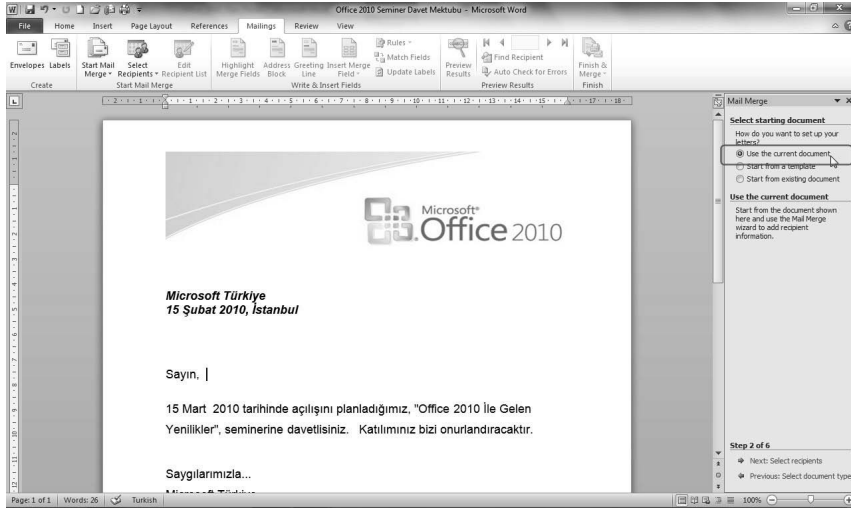 Office 2010 Seminer Davet Mektubu - Microsoft Word
File Home Insert Page Layout References Mailings Review View
Envelopes Labels
Create
Start Mail Merge
Select Recipients
Edit Recipient List
Start Mail Merge
Highlight Merge Fields
Address Block
Greeting Line
Insert Merge Field
Rules
Match Fields
Update Labels
Write & Insert Fields
Preview Results
Find Recipient
Auto Check for Errors
Preview Results
Finish & Merge
Finish
Microsoft®
Office 2010
Microsoft Türkiye
15 Şubat 2010, İstanbul
Sayın,
15 Mart 2010 tarihinde açılışını planladığımız, "Office 2010 İle Gelen
Yenilikler", seminerine davetlisiniz. Katılımınız bizi onurlandıracaktır.
Saygılarımızla...
Microsoft Türkiye
Mail Merge
Select starting document
How do you want to set up your
letters?
Use the current document
Start from a template
Start from existing document
Use the current document
Start from the document shown
here and use the Mail Merge
wizard to add recipient
information.
Step 2 of 6
Next: Select recipients
Previous: Select document type
Page: 1 of 1 Words: 26 Turkish 100%